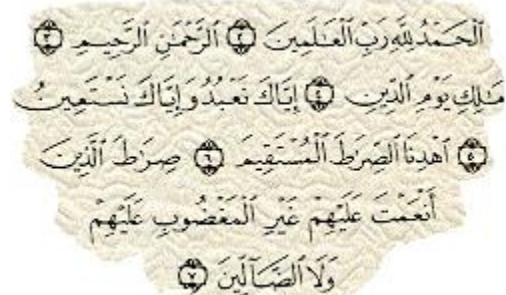 ٱلْحَمْدُ لِلَّهِ رَبِّ ٱلْعَٰلَمِينَ ٢ ٱلرَّحْمَٰنِ ٱلرَّحِيمِ ٣
مَٰلِكِ يَوْمِ ٱلدِّينِ ٤ إِيَّاكَ نَعْبُدُ وَإِيَّاكَ نَسْتَعِينُ
٥ ٱهْدِنَا ٱلصِّرَٰطَ ٱلْمُسْتَقِيمَ ٦ صِرَٰطَ ٱلَّذِينَ
أَنْعَمْتَ عَلَيْهِمْ غَيْرِ ٱلْمَغْضُوبِ عَلَيْهِمْ
وَلَا ٱلضَّآلِّينَ ٧